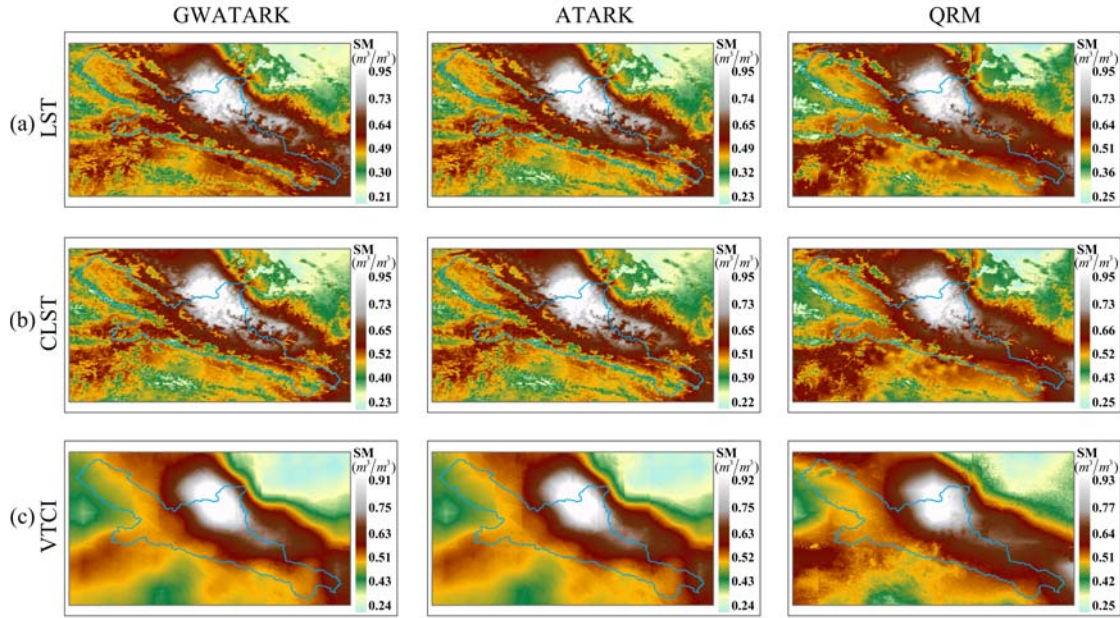 GWATARK ATARK QRM
(a) LST
SM (m³/m³) 0.95 0.73 0.64 0.49 0.32 0.21
SM (m³/m³) 0.95 0.73 0.64 0.49 0.30 0.23
SM (m³/m³) 0.95 0.73 0.64 0.51 0.36 0.25
(b) CLST
SM (m³/m³) 0.95 0.73 0.65 0.52 0.40 0.23
SM (m³/m³) 0.95 0.73 0.65 0.52 0.39 0.22
SM (m³/m³) 0.95 0.73 0.65 0.51 0.43 0.25
(c) VTCI
SM (m³/m³) 0.91 0.75 0.64 0.51 0.40 0.24
SM (m³/m³) 0.92 0.75 0.64 0.51 0.40 0.24
SM (m³/m³) 0.93 0.77 0.64 0.51 0.42 0.25